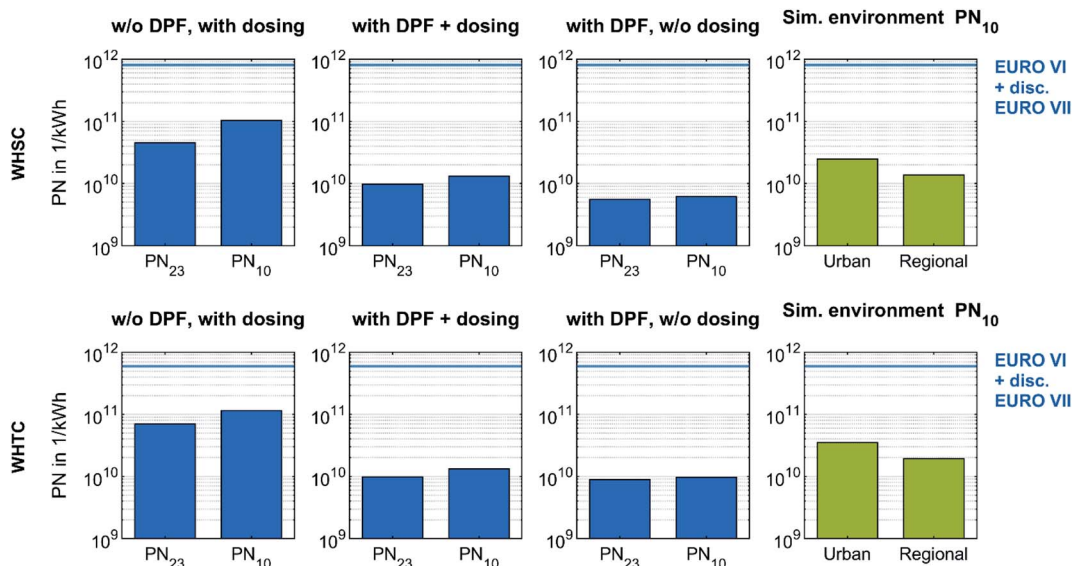 w/o DPF, with dosing
with DPF + dosing
with DPF, w/o dosing
Sim. environment PN10
WHSC
PN in 1/kWh
10^12
10^11
10^10
10^9
PN23 PN10
10^12
10^11
10^10
10^9
PN23 PN10
10^12
10^11
10^10
10^9
PN23 PN10
10^12
10^11
10^10
10^9
Urban Regional
EURO VI
+ disc.
EURO VII
w/o DPF, with dosing
with DPF + dosing
with DPF, w/o dosing
Sim. environment PN10
WHTC
PN in 1/kWh
10^12
10^11
10^10
10^9
PN23 PN10
10^12
10^11
10^10
10^9
PN23 PN10
10^12
10^11
10^10
10^9
PN23 PN10
10^12
10^11
10^10
10^9
Urban Regional
EURO VI
+ disc.
EURO VII